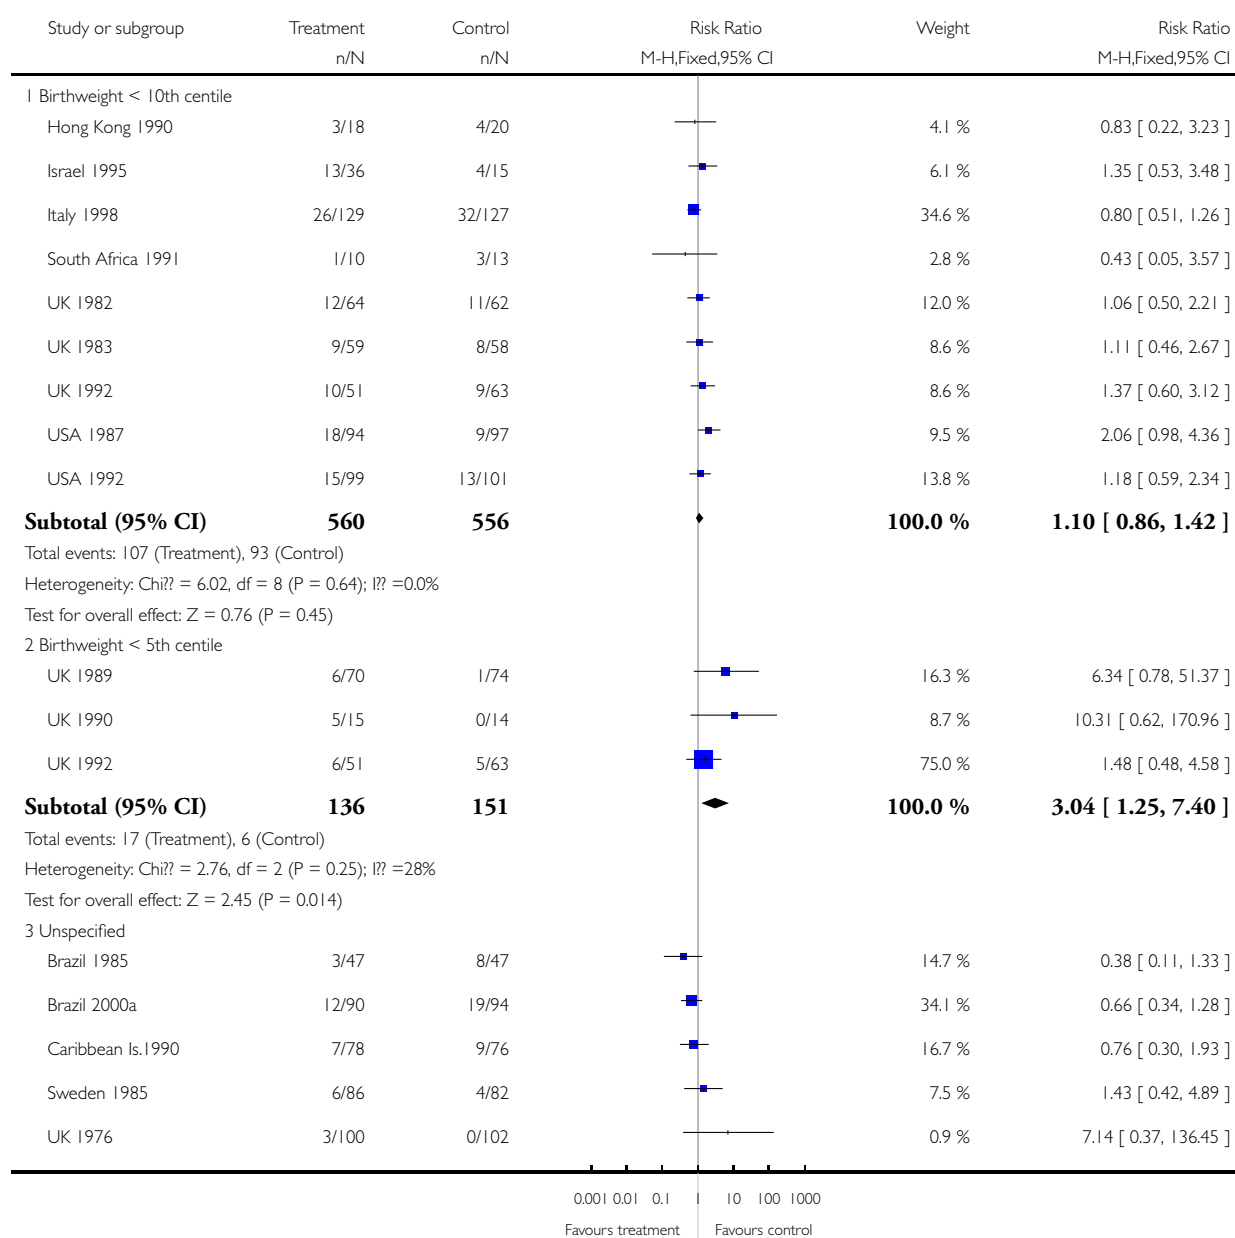 Study or subgroup Treatment Control Risk Ratio Weight Risk Ratio
n/N n/N M-H,Fixed,95% CI M-H,Fixed,95% CI
1 Birthweight < 10th centile
Hong Kong 1990 3/18 4/20 4.1 % 0.83 [ 0.22, 3.23 ]
Israel 1995 13/36 4/15 6.1 % 1.35 [ 0.53, 3.48 ]
Italy 1998 26/129 32/127 34.6 % 0.80 [ 0.51, 1.26 ]
South Africa 1991 1/10 3/13 2.8 % 0.43 [ 0.05, 3.57 ]
UK 1982 12/64 11/62 12.0 % 1.06 [ 0.50, 2.21 ]
UK 1983 9/59 8/58 8.6 % 1.11 [ 0.46, 2.67 ]
UK 1992 10/51 9/63 8.6 % 1.37 [ 0.60, 3.12 ]
USA 1987 18/94 9/97 9.5 % 2.06 [ 0.98, 4.36 ]
USA 1992 15/99 13/101 13.8 % 1.18 [ 0.59, 2.34 ]
Subtotal (95% CI) 560 556 100.0 % 1.10 [ 0.86, 1.42 ]
Total events: 107 (Treatment), 93 (Control)
Heterogeneity: Chi?? = 6.02, df = 8 (P = 0.64); I?? =0.0%
Test for overall effect: Z = 0.76 (P = 0.45)
2 Birthweight < 5th centile
UK 1989 6/70 1/74 16.3 % 6.34 [ 0.78, 51.37 ]
UK 1990 5/15 0/14 8.7 % 10.31 [ 0.62, 170.96 ]
UK 1992 6/51 5/63 75.0 % 1.48 [ 0.48, 4.58 ]
Subtotal (95% CI) 136 151 100.0 % 3.04 [ 1.25, 7.40 ]
Total events: 17 (Treatment), 6 (Control)
Heterogeneity: Chi?? = 2.76, df = 2 (P = 0.25); I?? =28%
Test for overall effect: Z = 2.45 (P = 0.014)
3 Unspecified
Brazil 1985 3/47 8/47 14.7 % 0.38 [ 0.11, 1.33 ]
Brazil 2000a 12/90 19/94 34.1 % 0.66 [ 0.34, 1.28 ]
Caribbean Is.1990 7/78 9/76 16.7 % 0.76 [ 0.30, 1.93 ]
Sweden 1985 6/86 4/82 7.5 % 1.43 [ 0.42, 4.89 ]
UK 1976 3/100 0/102 0.9 % 7.14 [ 0.37, 136.45 ]
0.001 0.01 0.1 1 10 100 1000
Favours treatment Favours control